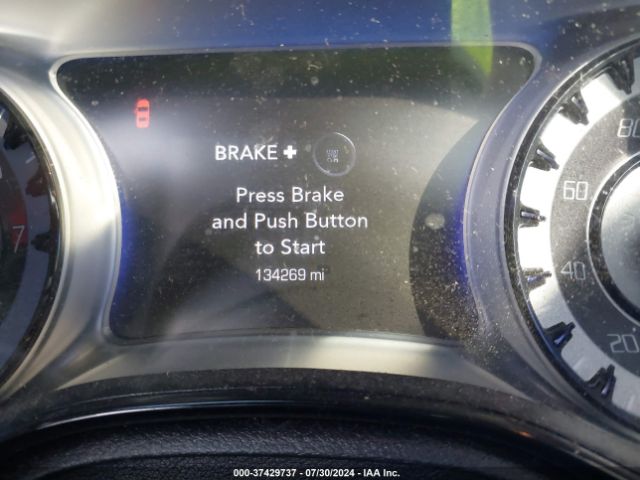 BRAKE +
Press Brake
and Push Button
to Start
134269 mi
7
80
60
40
20
000-37429737 - 07/30/2024 - IAA Inc.